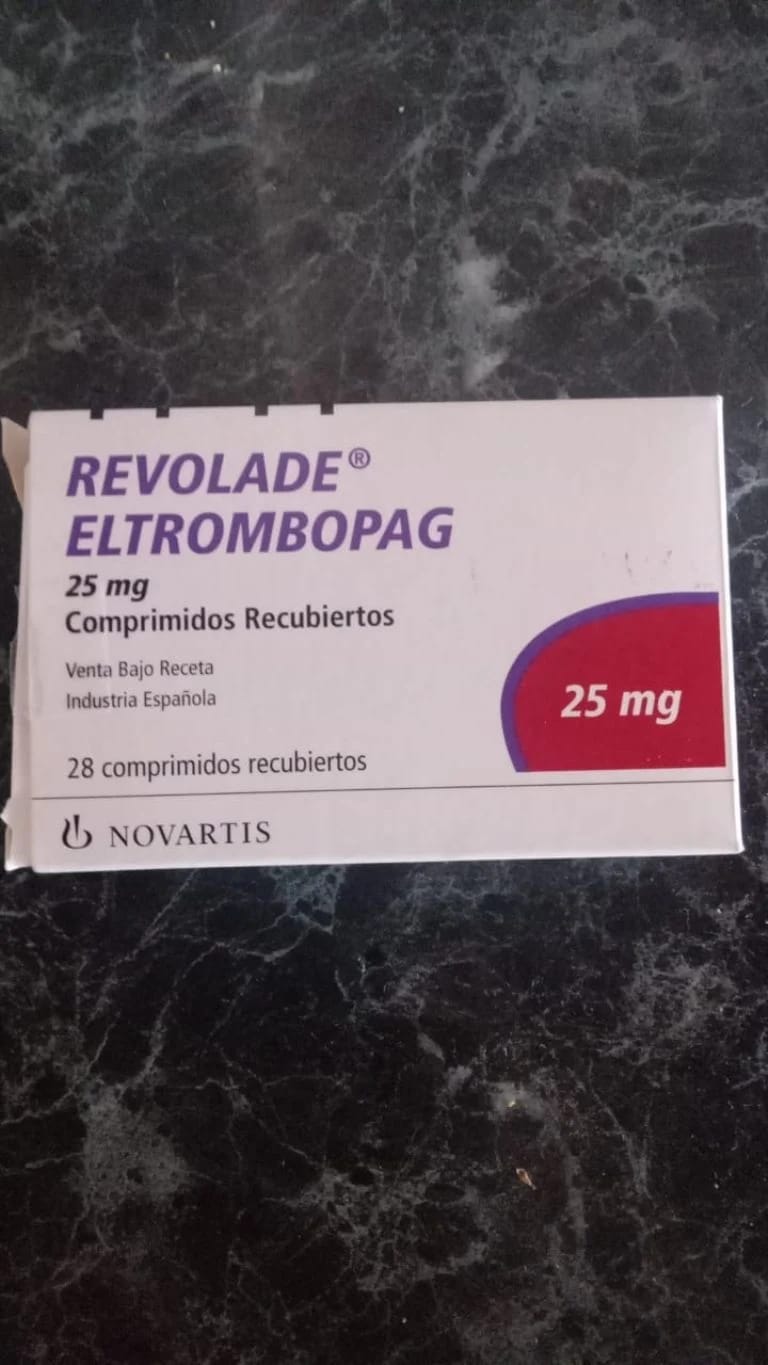 REVOLADE®
ELTROMBOPAG
25 mg
Comprimidos Recubiertos
Venta Bajo Receta
Industria Española
25 mg
28 comprimidos recubiertos
NOVARTIS